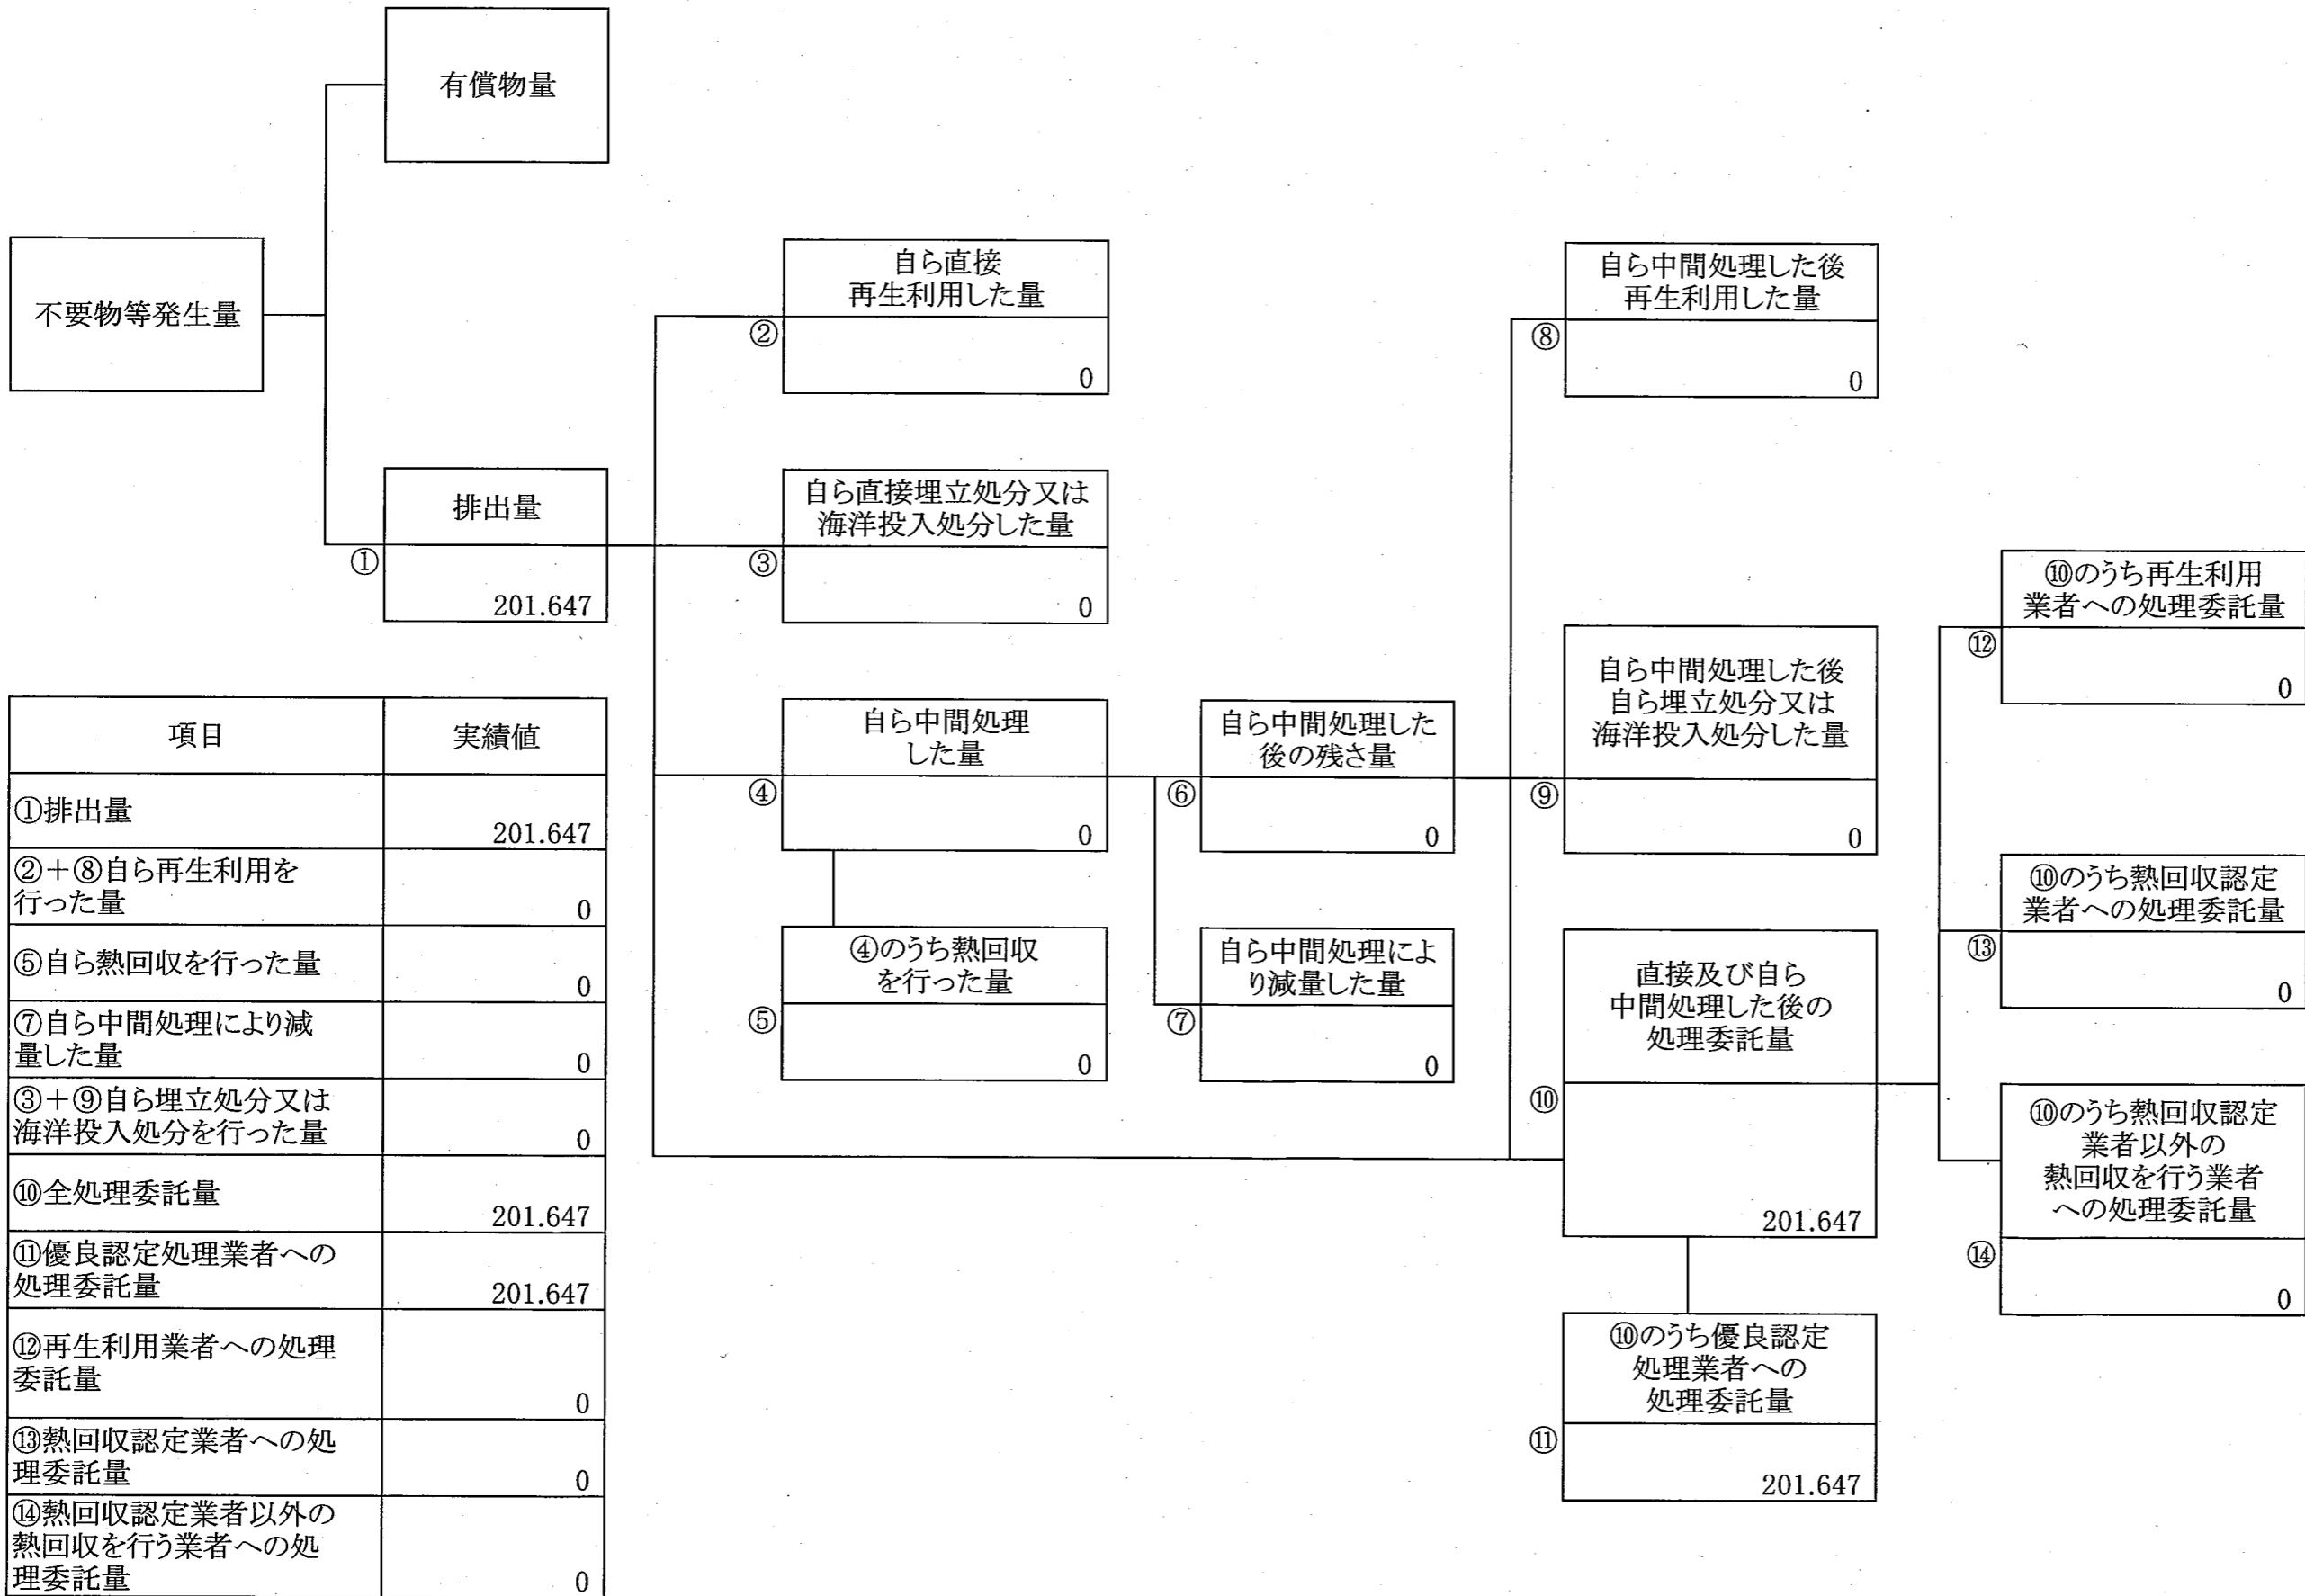 有償物量
不要物等発生量
排出量
①
201.647
自ら直接
再生利用した量
②
0
自ら直接埋立処分又は
海洋投入処分した量
③
0
自ら中間処理
した量
④
0
④のうち熱回収
を行った量
⑤
0
自ら中間処理した
後の残さ量
⑥
0
自ら中間処理によ
り減量した量
⑦
0
自ら中間処理した後
再生利用した量
⑧
0
自ら中間処理した後
自ら埋立処分又は
海洋投入処分した量
⑨
0
直接及び自ら
中間処理した後の
処理委託量
⑩
201.647
⑩のうち優良認定
処理業者への
処理委託量
⑪
201.647
⑩のうち再生利用
業者への処理委託量
⑫
0
⑩のうち熱回収認定
業者への処理委託量
⑬
0
⑩のうち熱回収認定
業者以外の
熱回収を行う業者
への処理委託量
⑭
0
項目 実績値
①排出量
201.647
②+⑧自ら再生利用を
行った量
0
⑤自ら熱回収を行った量
0
⑦自ら中間処理により減
量した量
0
③+⑨自ら埋立処分又は
海洋投入処分を行った量
0
⑩全処理委託量
201.647
⑪優良認定処理業者への
処理委託量
201.647
⑫再生利用業者への処理
委託量
0
⑬熱回収認定業者への処
理委託量
0
⑭熱回収認定業者以外の
熱回収を行う業者への処
理委託量
0